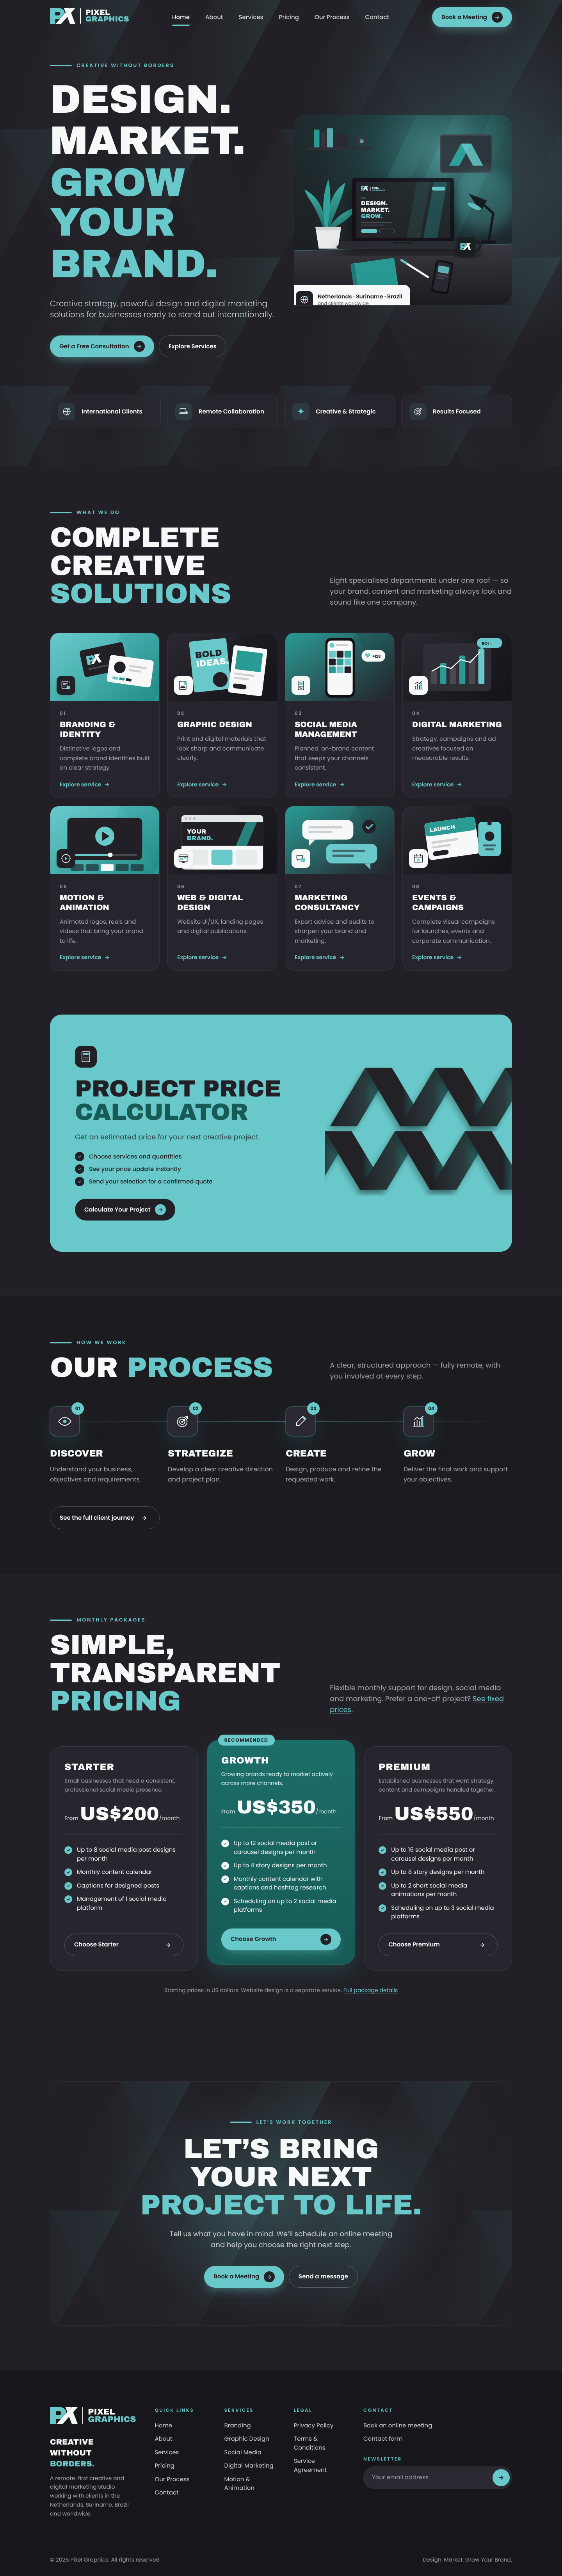 PX PIXEL GRAPHICS
Home
About
Services
Pricing
Our Process
Contact
Book a Meeting
CREATIVE WITHOUT BORDERS
DESIGN.
MARKET.
GROW
YOUR
BRAND.
Creative strategy, powerful design and digital marketing
solutions for businesses ready to stand out internationally.
Get a Free Consultation
Explore Services
PX
DESIGN.
MARKET.
GROW.
PX
Netherlands · Suriname · Brazil
and clients worldwide
International Clients
Remote Collaboration
Creative & Strategic
Results Focused
WHAT WE DO
COMPLETE
CREATIVE
SOLUTIONS
Eight specialised departments under one roof — so
your brand, content and marketing always look and
sound like one company.
PX
01
BRANDING &
IDENTITY
Distinctive logos and
complete brand identities built
on clear strategy.
Explore service
BOLD
IDEAS.
02
GRAPHIC DESIGN
Print and digital materials that
look sharp and communicate
clearly.
Explore service
+128
03
SOCIAL MEDIA
MANAGEMENT
Planned, on-brand content
that keeps your channels
consistent.
Explore service
ROI
04
DIGITAL MARKETING
Strategy, campaigns and ad
creatives focused on
measurable results.
Explore service
05
MOTION &
ANIMATION
Animated logos, reels and
videos that bring your brand
to life.
Explore service
YOUR
BRAND.
06
WEB & DIGITAL
DESIGN
Website UI/UX, landing pages
and digital publications.
Explore service
07
MARKETING
CONSULTANCY
Expert advice and audits to
sharpen your brand and
marketing.
Explore service
LAUNCH
08
EVENTS &
CAMPAIGNS
Complete visual campaigns
for launches, events and
corporate communication.
Explore service
PROJECT PRICE
CALCULATOR
Get an estimated price for your next creative project.
Choose services and quantities
See your price update instantly
Send your selection for a confirmed quote
Calculate Your Project
HOW WE WORK
OUR PROCESS
A clear, structured approach — fully remote, with
you involved at every step.
01
DISCOVER
Understand your business,
objectives and requirements.
02
STRATEGIZE
Develop a clear creative direction
and project plan.
03
CREATE
Design, produce and refine the
requested work.
04
GROW
Deliver the final work and support
your objectives.
See the full client journey
MONTHLY PACKAGES
SIMPLE,
TRANSPARENT
PRICING
Flexible monthly support for design, social media
and marketing. Prefer a one-off project? See fixed
prices.
STARTER
Small businesses that need a consistent,
professional social media presence.
From US$200/month
Up to 8 social media post designs
per month
Monthly content calendar
Captions for designed posts
Management of 1 social media
platform
Choose Starter
RECOMMENDED
GROWTH
Growing brands ready to market actively
across more channels.
From US$350/month
Up to 12 social media post or
carousel designs per month
Up to 4 story designs per month
Monthly content calendar with
captions and hashtag research
Scheduling on up to 2 social media
platforms
Choose Growth
PREMIUM
Established businesses that want strategy,
content and campaigns handled together.
From US$550/month
Up to 16 social media post or
carousel designs per month
Up to 8 story designs per month
Up to 2 short social media
animations per month
Scheduling on up to 3 social media
platforms
Choose Premium
Starting prices in US dollars. Website design is a separate service. Full package details
LET'S WORK TOGETHER
LET'S BRING
YOUR NEXT
PROJECT TO LIFE.
Tell us what you have in mind. We'll schedule an online meeting
and help you choose the right next step.
Book a Meeting
Send a message
PX PIXEL GRAPHICS
CREATIVE
WITHOUT
BORDERS.
A remote-first creative and
digital marketing studio
working with clients in the
Netherlands, Suriname, Brazil
and worldwide.
QUICK LINKS
Home
About
Services
Pricing
Our Process
Contact
SERVICES
Branding
Graphic Design
Social Media
Digital Marketing
Motion &
Animation
LEGAL
Privacy Policy
Terms &
Conditions
Service
Agreement
CONTACT
Book an online meeting
Contact form
NEWSLETTER
Your email address
© 2026 Pixel Graphics. All rights reserved.
Design. Market. Grow Your Brand.